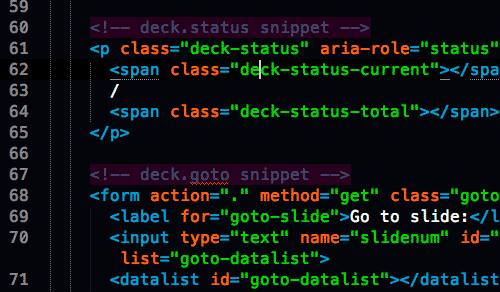 59
60 <!-- deck.status snippet -->
61 <p class="deck-status" aria-role="status"
62 <span class="deck-status-current"></spa
63 /
64 <span class="deck-status-total"></span>
65 </p>
66
67 <!-- deck.goto snippet -->
68 <form action="." method="get" class="goto
69 <label for="goto-slide">Go to slide:</l
70 <input type="text" name="slidenum" id="
list="goto-datalist">
71 <datalist id="goto-datalist"></datalist